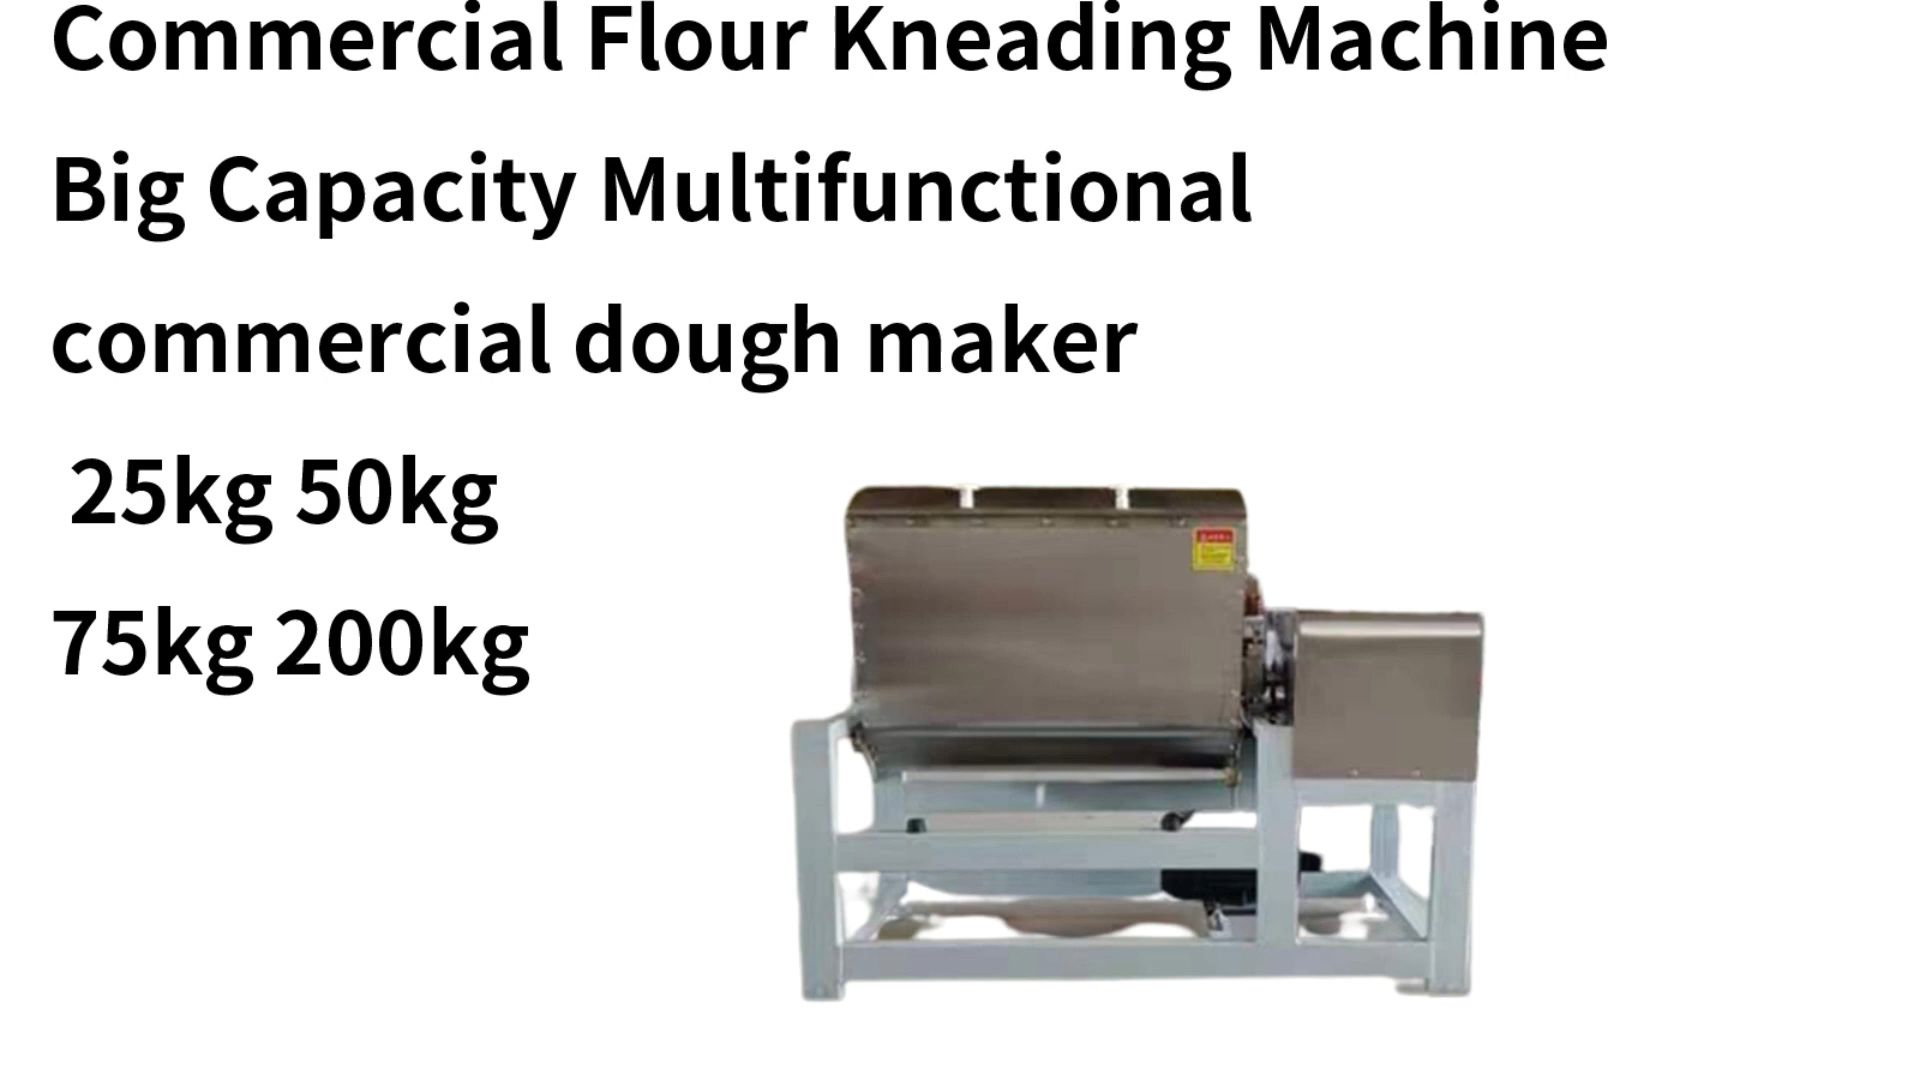 Commercial Flour Kneading Machine
Big Capacity Multifunctional
commercial dough maker
25kg 50kg
75kg 200kg